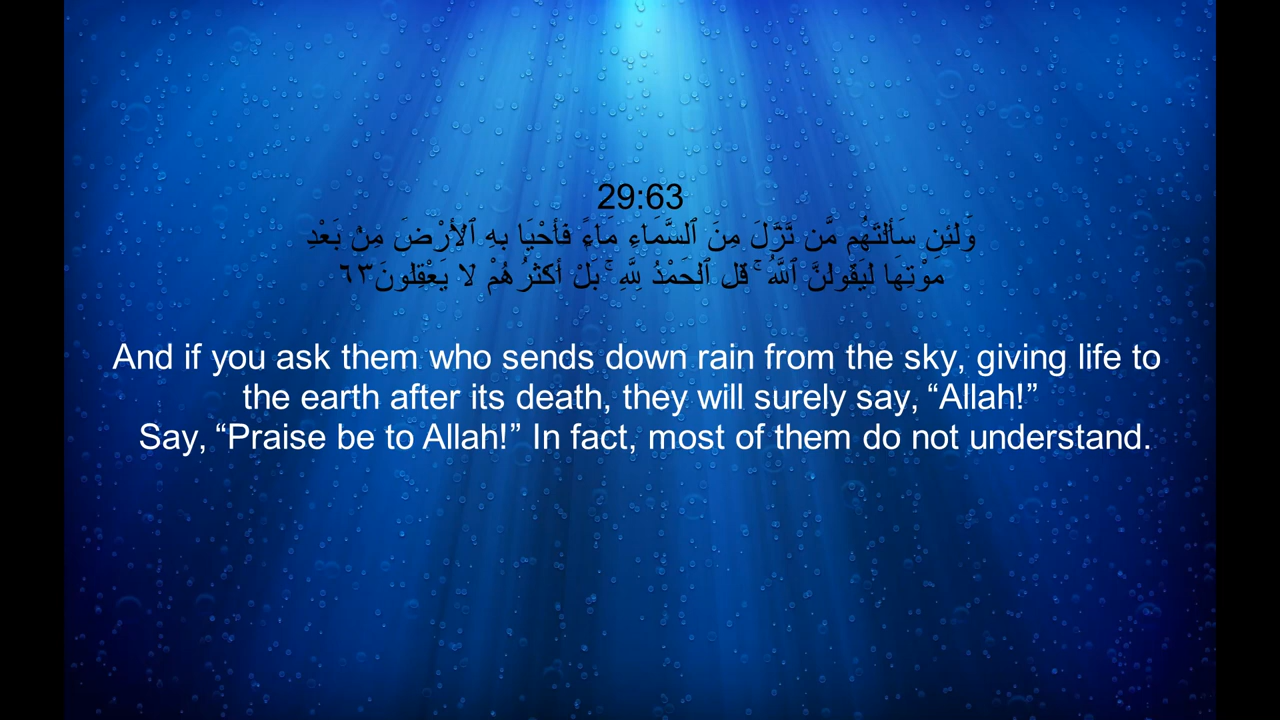 29:63
وَلَئِن سَأَلْتَهُم مَّن نَّزَّلَ مِنَ ٱلسَّمَاءِ مَاءً فَأَحْيَا بِهِ ٱلْأَرْضَ مِنۢ بَعْدِ
مَوْتِهَا لَيَقُولُنَّ ٱللَّهُ ۚ قُلِ ٱلْحَمْدُ لِلَّهِ ۚ بَلْ أَكْثَرُهُمْ لَا يَعْقِلُونَ٦٣
And if you ask them who sends down rain from the sky, giving life to
the earth after its death, they will surely say, “Allah!”
Say, “Praise be to Allah!” In fact, most of them do not understand.